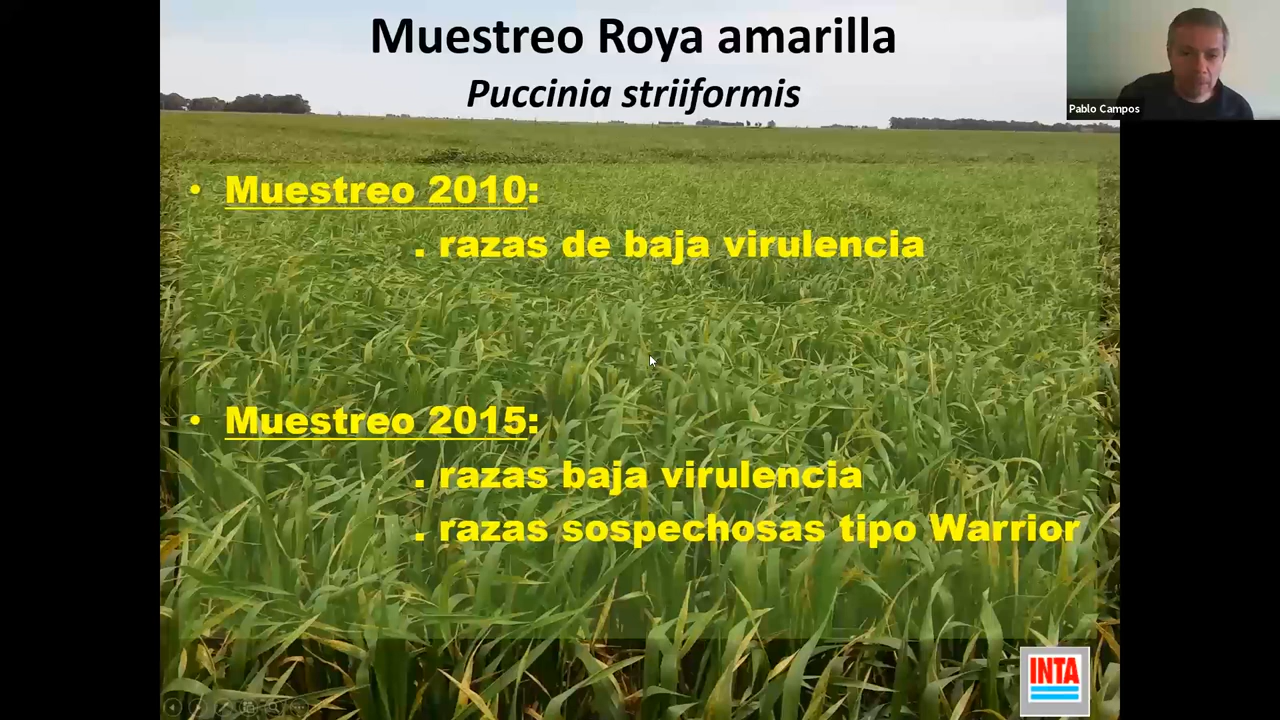 Muestreo Roya amarilla
Puccinia striiformis
Pablo Campos
• Muestreo 2010:
. razas de baja virulencia
• Muestreo 2015:
. razas baja virulencia
. razas sospechosas tipo Warrior
INTA